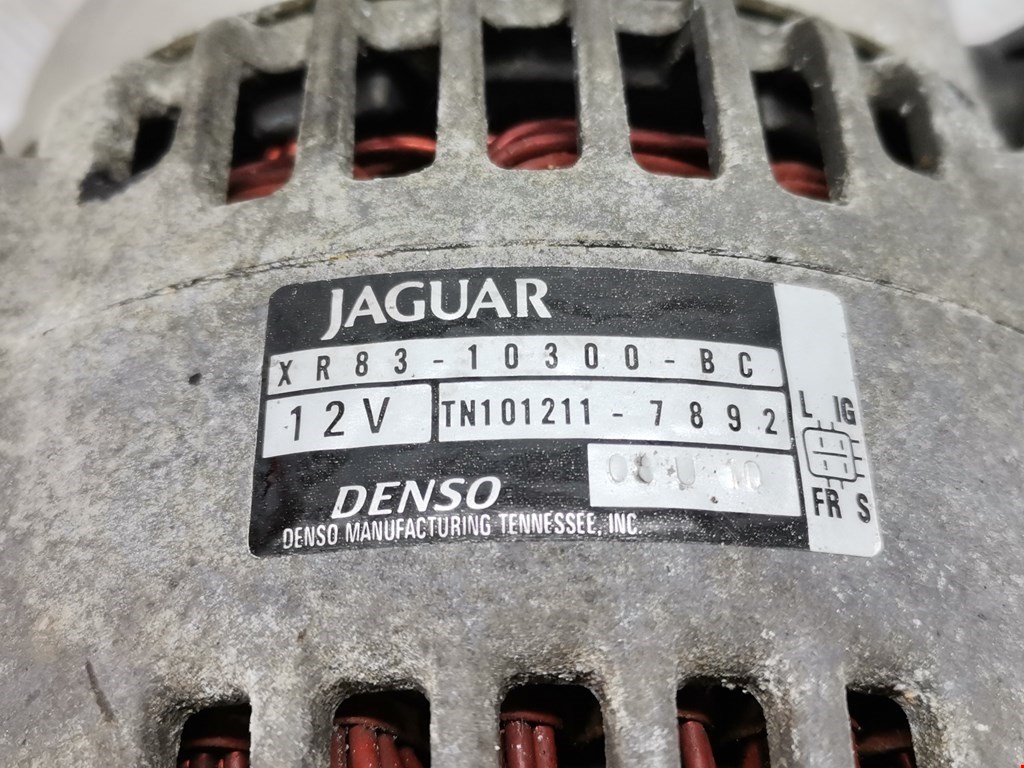 JAGUAR
XR83-10300-BC
12V TN101211-7892
L IG
DENSO
FR S
DENSO MANUFACTURING TENNESSEE, INC.